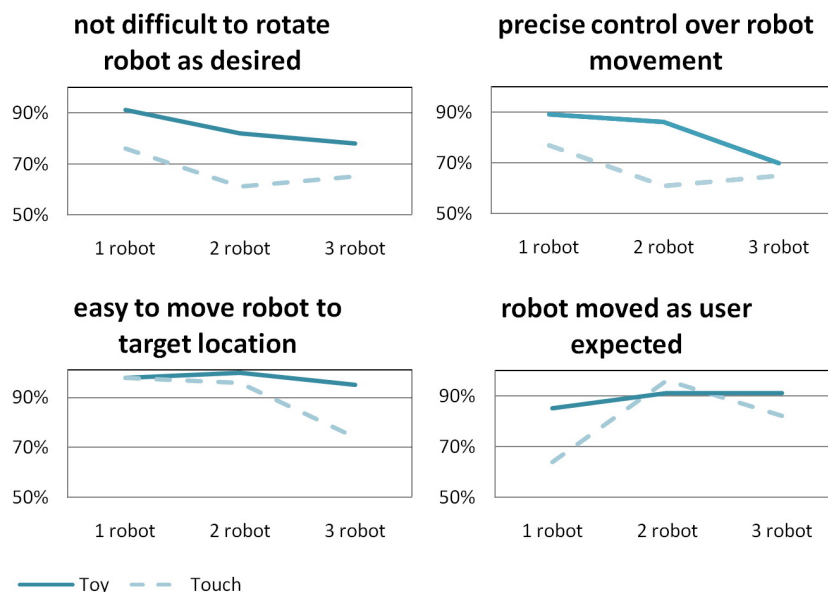 not difficult to rotate
robot as desired
90%
70%
50%
1 robot 2 robot 3 robot
precise control over robot
movement
90%
70%
50%
1 robot 2 robot 3 robot
easy to move robot to
target location
90%
70%
50%
1 robot 2 robot 3 robot
robot moved as user
expected
90%
70%
50%
1 robot 2 robot 3 robot
Toy Touch